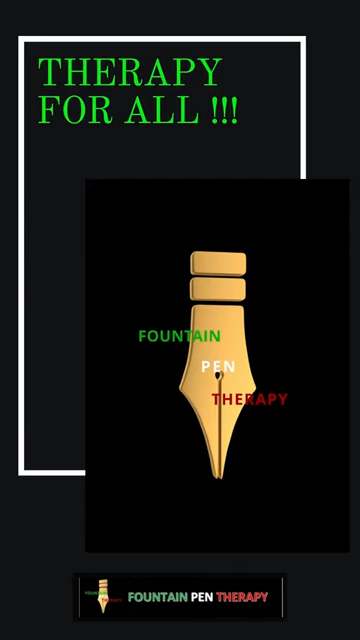 THERAPY
FOR ALL !!!
FOUNTAIN
PEN
THERAPY
FOUNTAIN PEN THERAPY